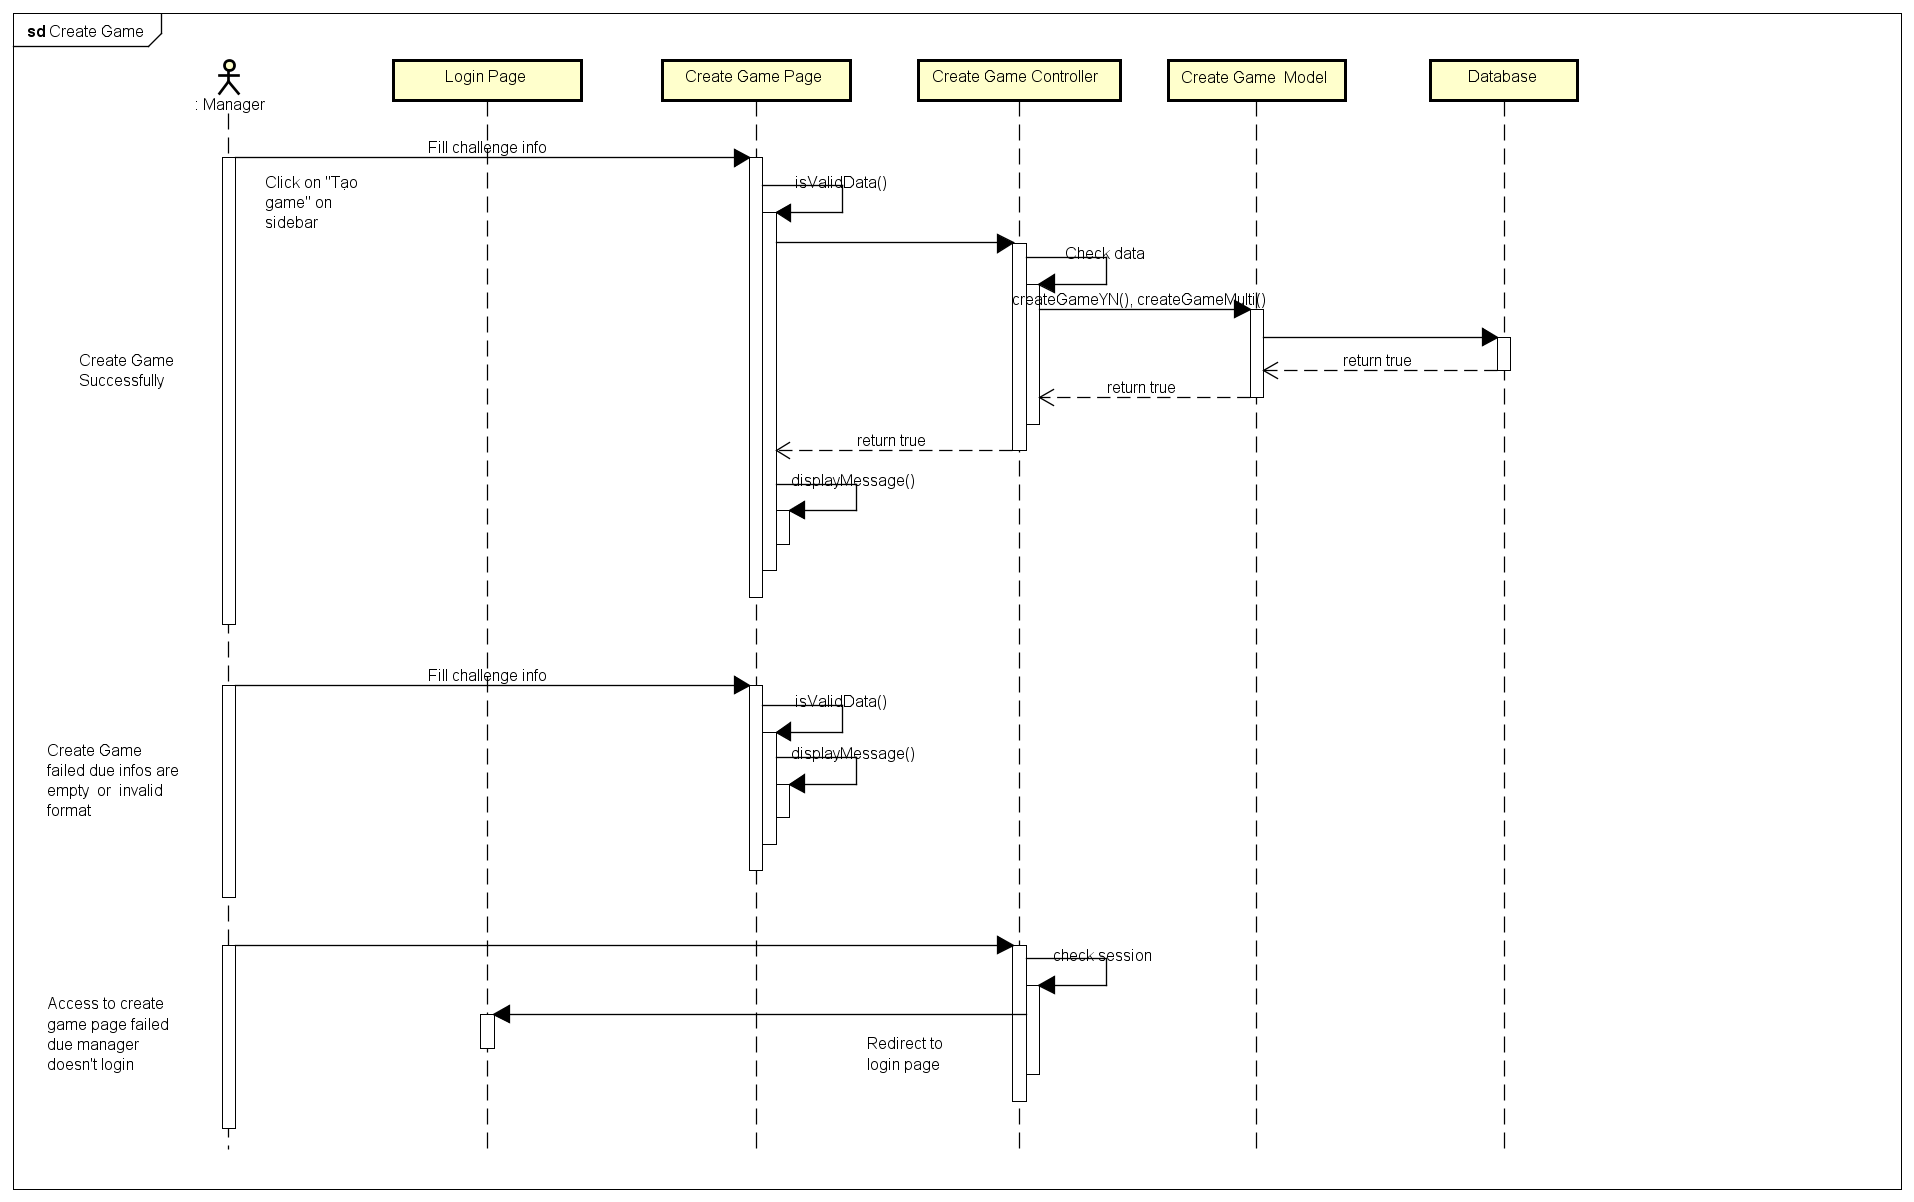 sd Create Game
: Manager
Login Page
Create Game Page
Create Game Controller
Create Game Model
Database
Fill challenge info
Click on "Tạo
game" on
sidebar
isValidData()
Check data
createGameYN(), createGameMulti()
return true
return true
return true
displayMessage()
Create Game
Successfully
Fill challenge info
isValidData()
displayMessage()
Create Game
failed due infos are
empty or invalid
format
check session
Access to create
game page failed
due manager
doesn't login
Redirect to
login page